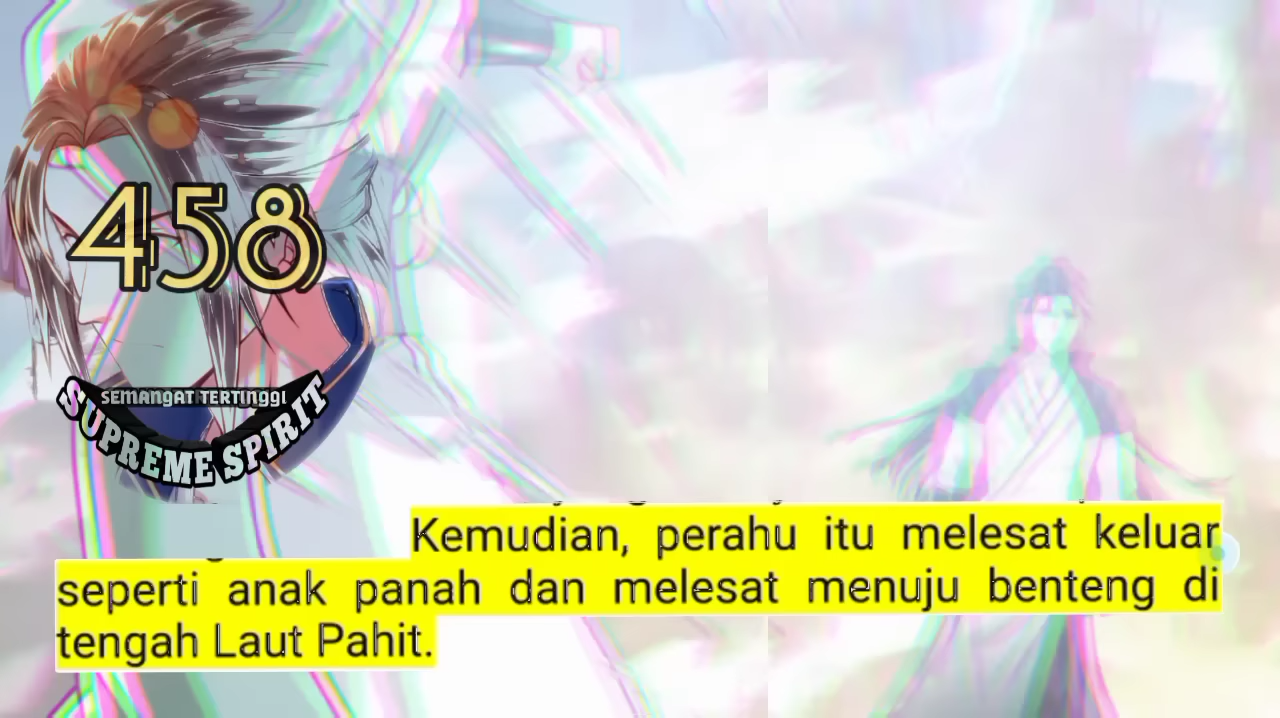 458
SEMANGAT TERTINGGI
SUPREME SPIRIT
Kemudian, perahu itu melesat keluar
seperti anak panah dan melesat menuju benteng di
tengah Laut Pahit.